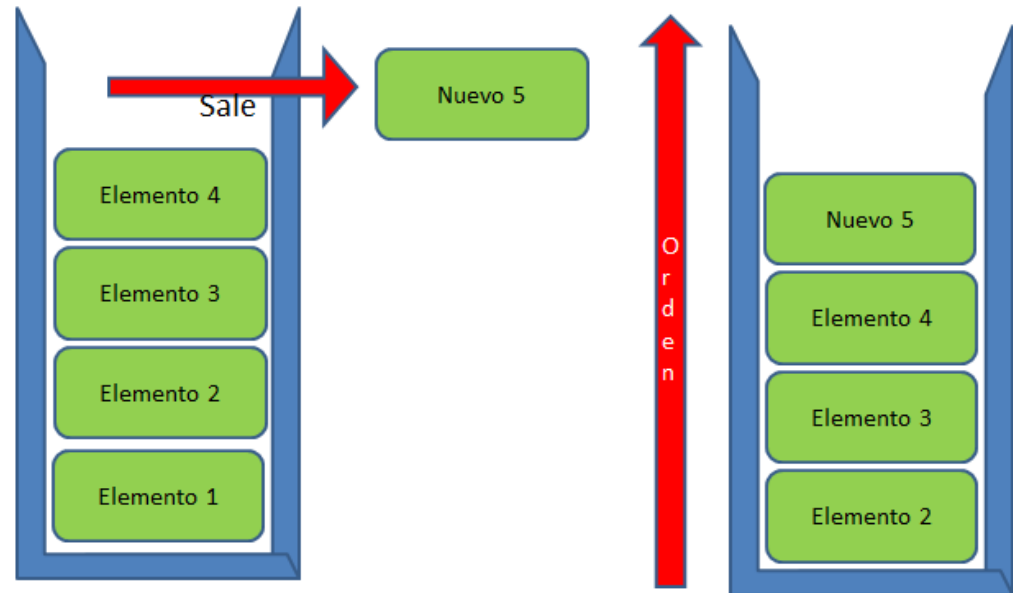 Sale
Nuevo 5
Elemento 4
Elemento 3
Elemento 2
Elemento 1
Orden
Nuevo 5
Elemento 4
Elemento 3
Elemento 2